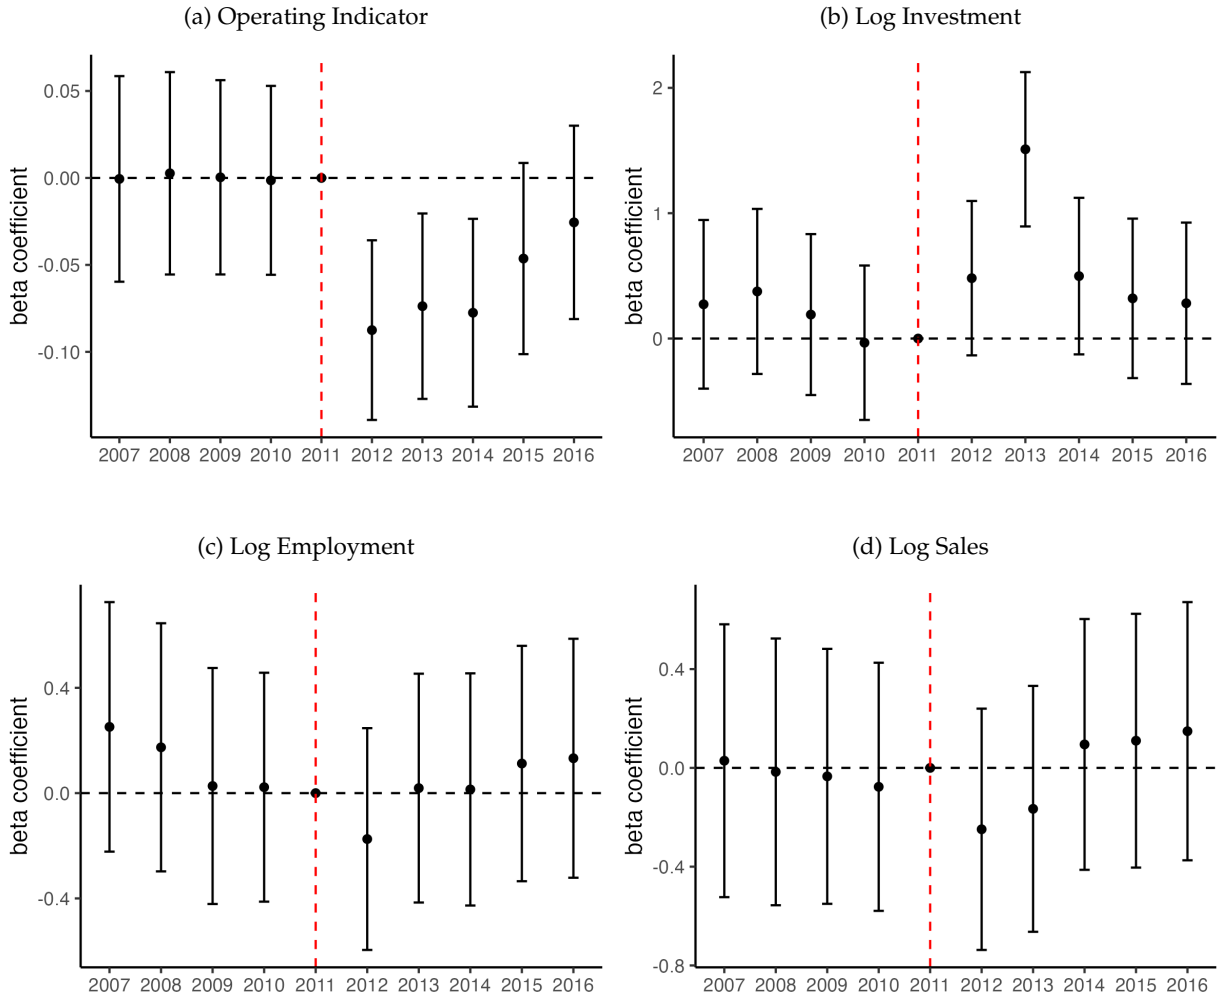 (a) Operating Indicator
beta coefficient
0.05
0.00
-0.05
-0.10
2007 2008 2009 2010 2011 2012 2013 2014 2015 2016
(b) Log Investment
beta coefficient
2
1
0
2007 2008 2009 2010 2011 2012 2013 2014 2015 2016
(c) Log Employment
beta coefficient
0.4
0.0
-0.4
2007 2008 2009 2010 2011 2012 2013 2014 2015 2016
(d) Log Sales
beta coefficient
0.4
0.0
-0.4
-0.8
2007 2008 2009 2010 2011 2012 2013 2014 2015 2016